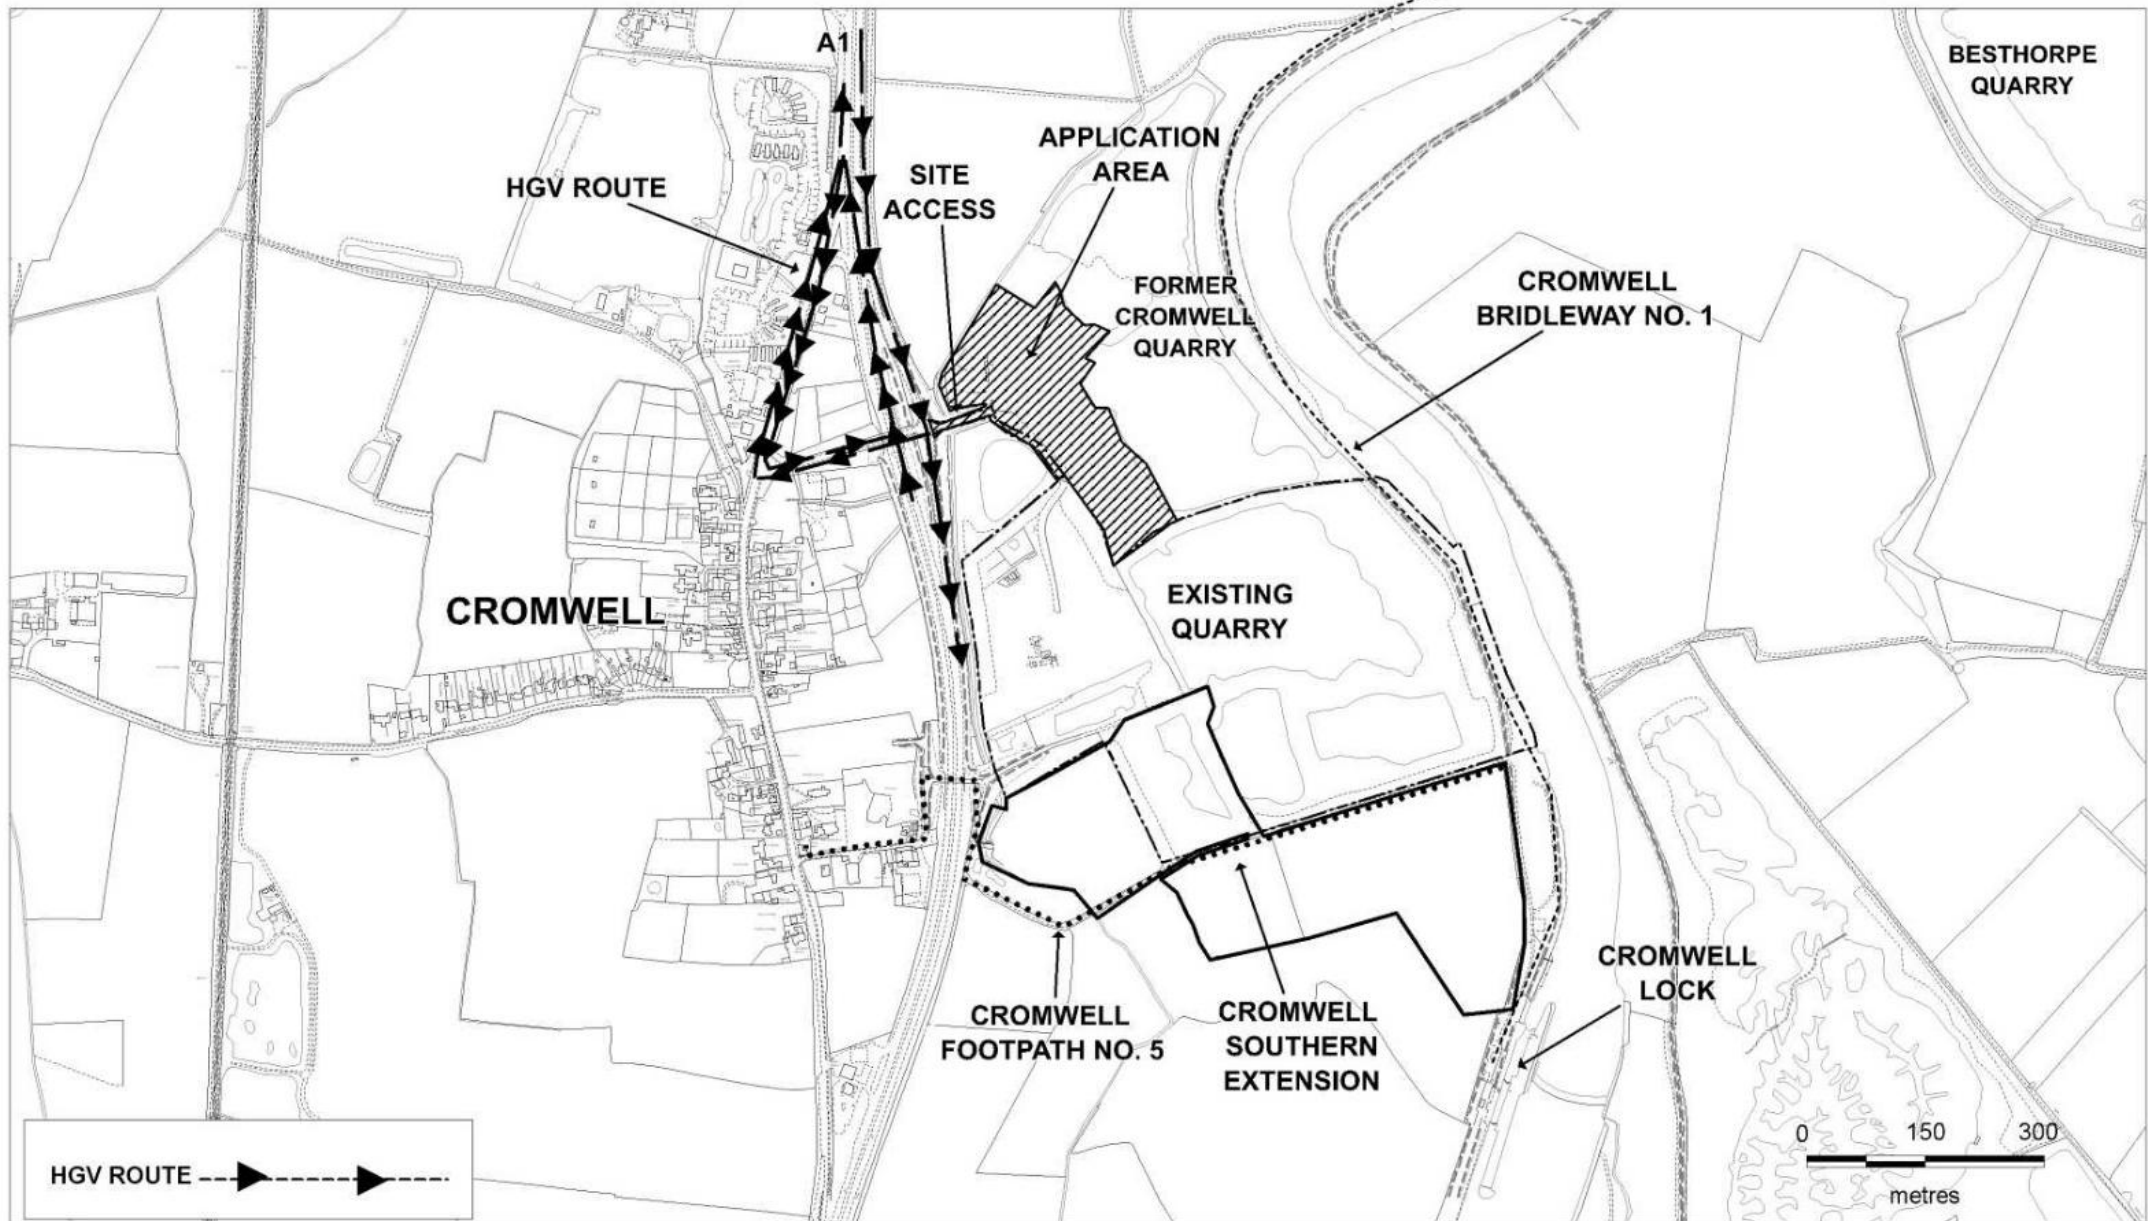 A1
BESTHORPE
QUARRY
APPLICATION
AREA
HGV ROUTE
SITE
ACCESS
FORMER
CROMWELL
QUARRY
CROMWELL
BRIDLEWAY NO. 1
CROMWELL
EXISTING
QUARRY
CROMWELL
LOCK
CROMWELL
FOOTPATH NO. 5
CROMWELL
SOUTHERN
EXTENSION
HGV ROUTE
0 150 300
metres